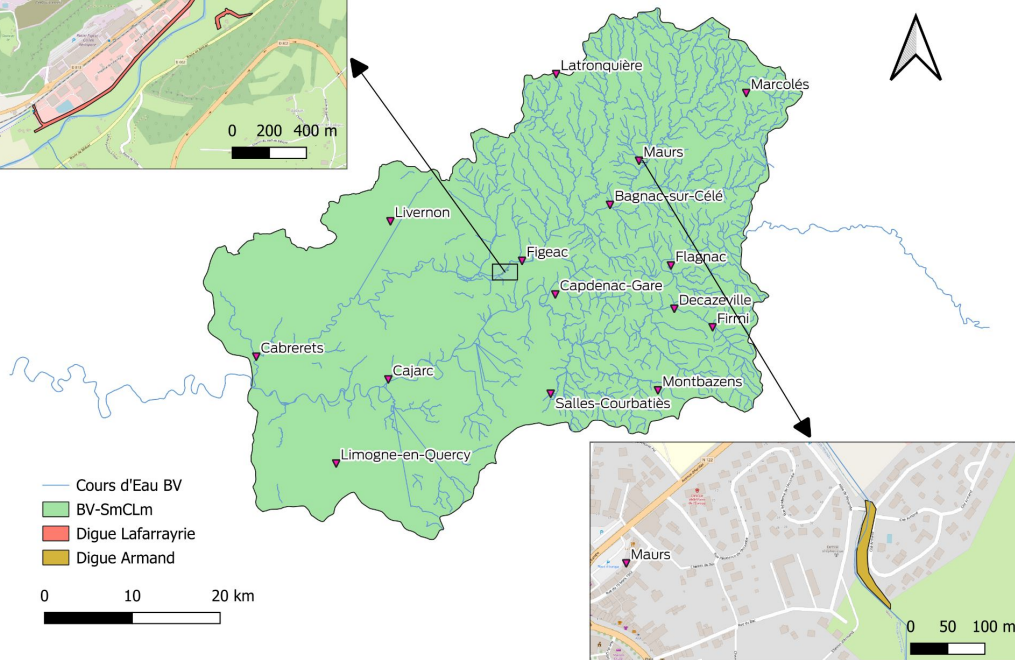 0 200 400 m
Latronquière
Marcolés
Maurs
Bagnac-sur-Célé
Livernon
Figeac
Flagnac
Capdenac-Gare
Decazeville
Firmi
Cabrerets
Cajarc
Montbazens
Salles-Courbatiès
Limogne-en-Quercy
Cours d'Eau BV
BV-SmCLm
Digue Lafarrayrie
Digue Armand
0 10 20 km
Maurs
0 50 100 m